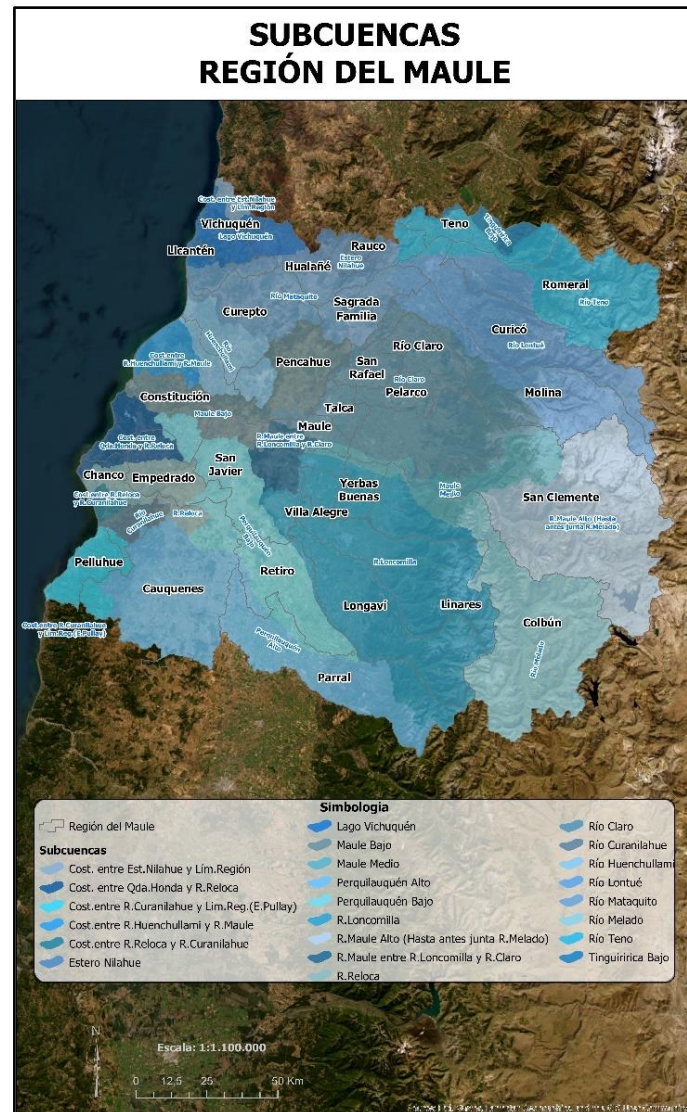 SUBCUENCAS
REGIÓN DEL MAULE
Cost. entre Est.Nilahue
y Lím.Región
Vichuquén
Lago Vichuquén
Licantén
Teno
Tinguiririca
Bajo
Rauco
Estero
Nilahue
Hualañé
Romeral
Río Teno
Río Mataquito
Curepto
Sagrada
Familia
Curicó
Río Lontué
Río
Huenchullami
Río Claro
Cost.entre
R.Huenchullami y R.Maule
Pencahue
San
Rafael
Río Claro
Pelarco
Molina
Constitución
Talca
Maule Bajo
Maule
Cost. entre
Qda.Honda y R.Reloca
R.Maule entre
R.Loncomilla y R.Claro
San
Javier
Chanco
Empedrado
Yerbas
Buenas
Maule
Medio
San Clemente
Cost.entre R.Reloca
y R.Curanilahue
Río
Curanilahue
R.Reloca
Villa Alegre
R.Maule Alto (Hasta
antes junta R.Melado)
Perquilauquén
Bajo
Pelluhue
Retiro
R.Loncomilla
Cauquenes
Longaví
Linares
Colbún
Cost.entre R.Curanilahue
y Lim.Reg.(E.Pullay)
Perquilauquén
Alto
Río Melado
Parral
Simbología
Región del Maule
Subcuencas
Cost. entre Est.Nilahue y Lím.Región
Cost. entre Qda.Honda y R.Reloca
Cost.entre R.Curanilahue y Lim.Reg.(E.Pullay)
Cost.entre R.Huenchullami y R.Maule
Cost.entre R.Reloca y R.Curanilahue
Estero Nilahue
Lago Vichuquén
Maule Bajo
Maule Medio
Perquilauquén Alto
Perquilauquén Bajo
R.Loncomilla
R.Maule Alto (Hasta antes junta R.Melado)
R.Maule entre R.Loncomilla y R.Claro
R.Reloca
Río Claro
Río Curanilahue
Río Huenchullami
Río Lontué
Río Mataquito
Río Melado
Río Teno
Tinguiririca Bajo
N
Escala: 1:1.100.000
0 12,5 25 50 Km